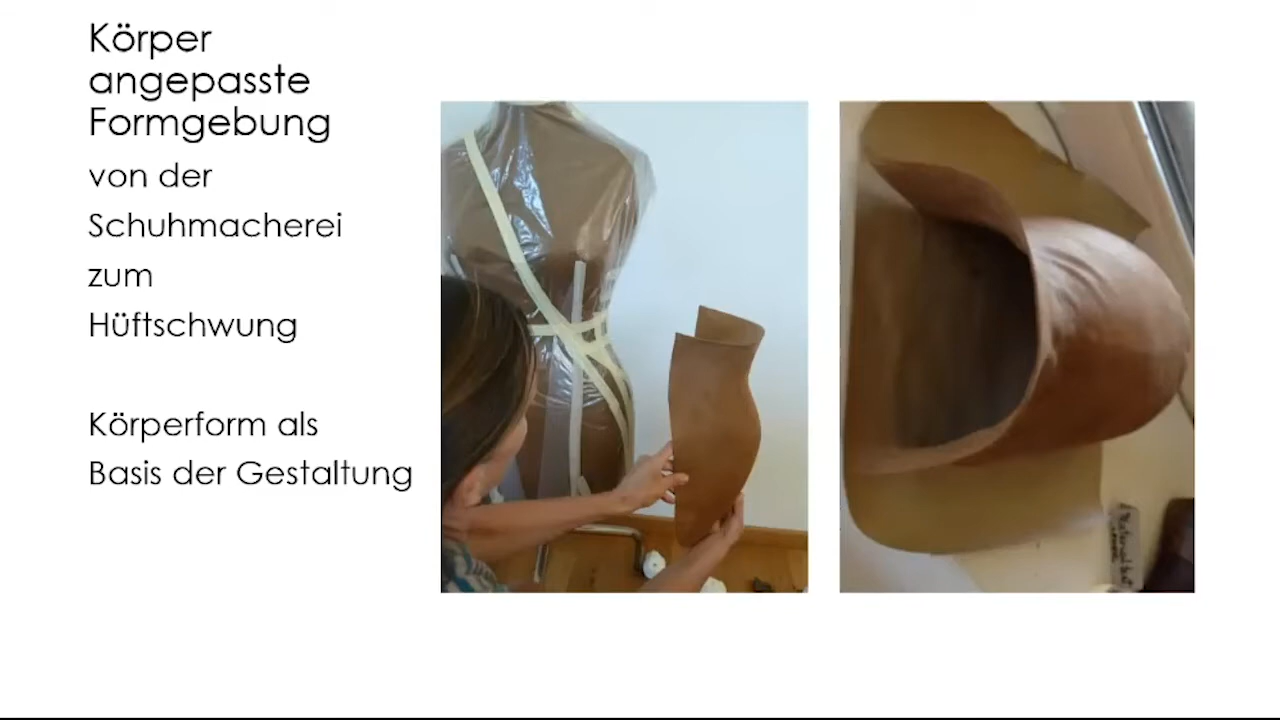 Körper
angepasste
Formgebung
von der
Schuhmacherei
zum
Hüftschwung
Körperform als
Basis der Gestaltung